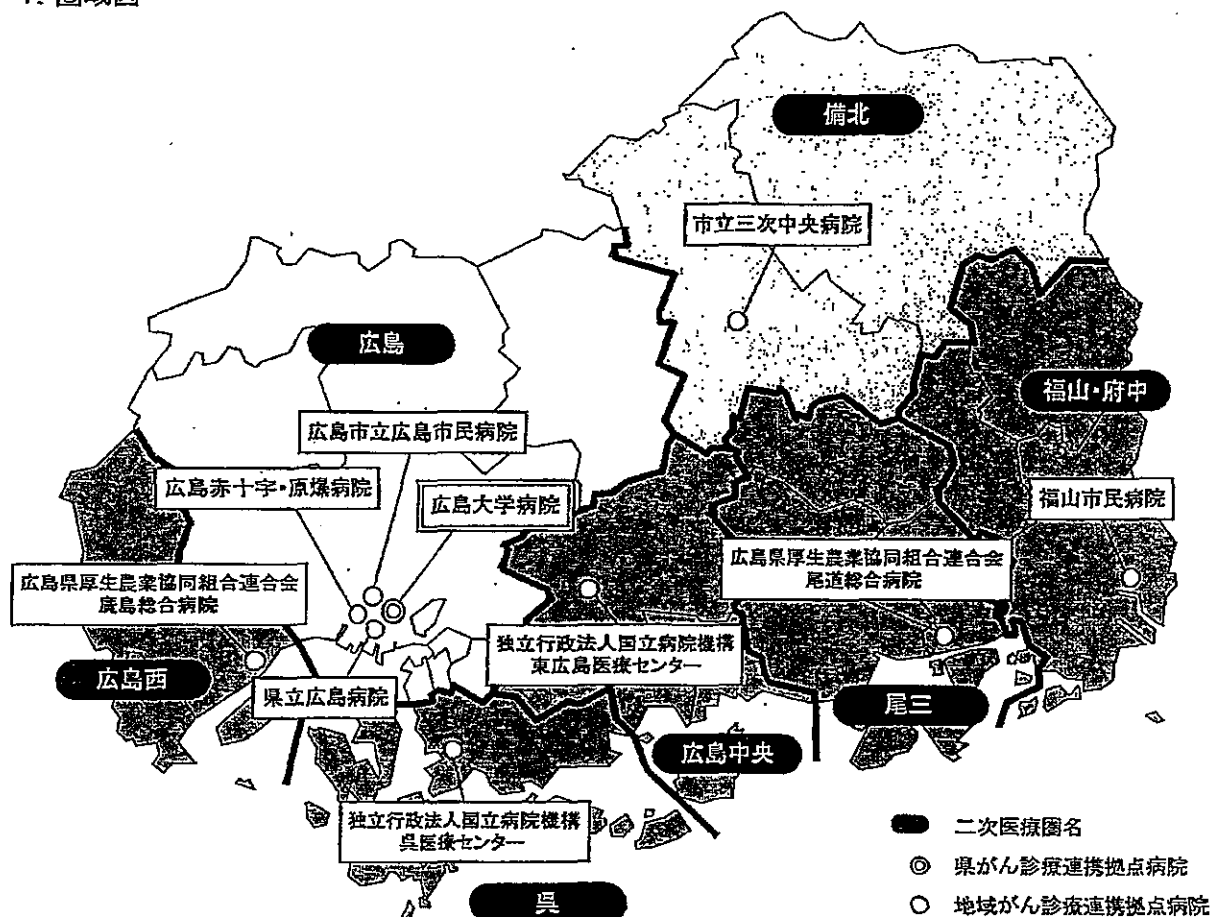 備北
市立三次中央病院
広島
福山・府中
広島市立広島市民病院
広島赤十字・原爆病院
広島大学病院
福山市民病院
広島県厚生農業協同組合連合会
廣島総合病院
広島県厚生農業協同組合連合会
尾道総合病院
独立行政法人国立病院機構
東広島医療センター
広島西
県立広島病院
尾三
広島中央
独立行政法人国立病院機構
呉医療センター
呉
二次医療圏名
県がん診療連携拠点病院
地域がん診療連携拠点病院